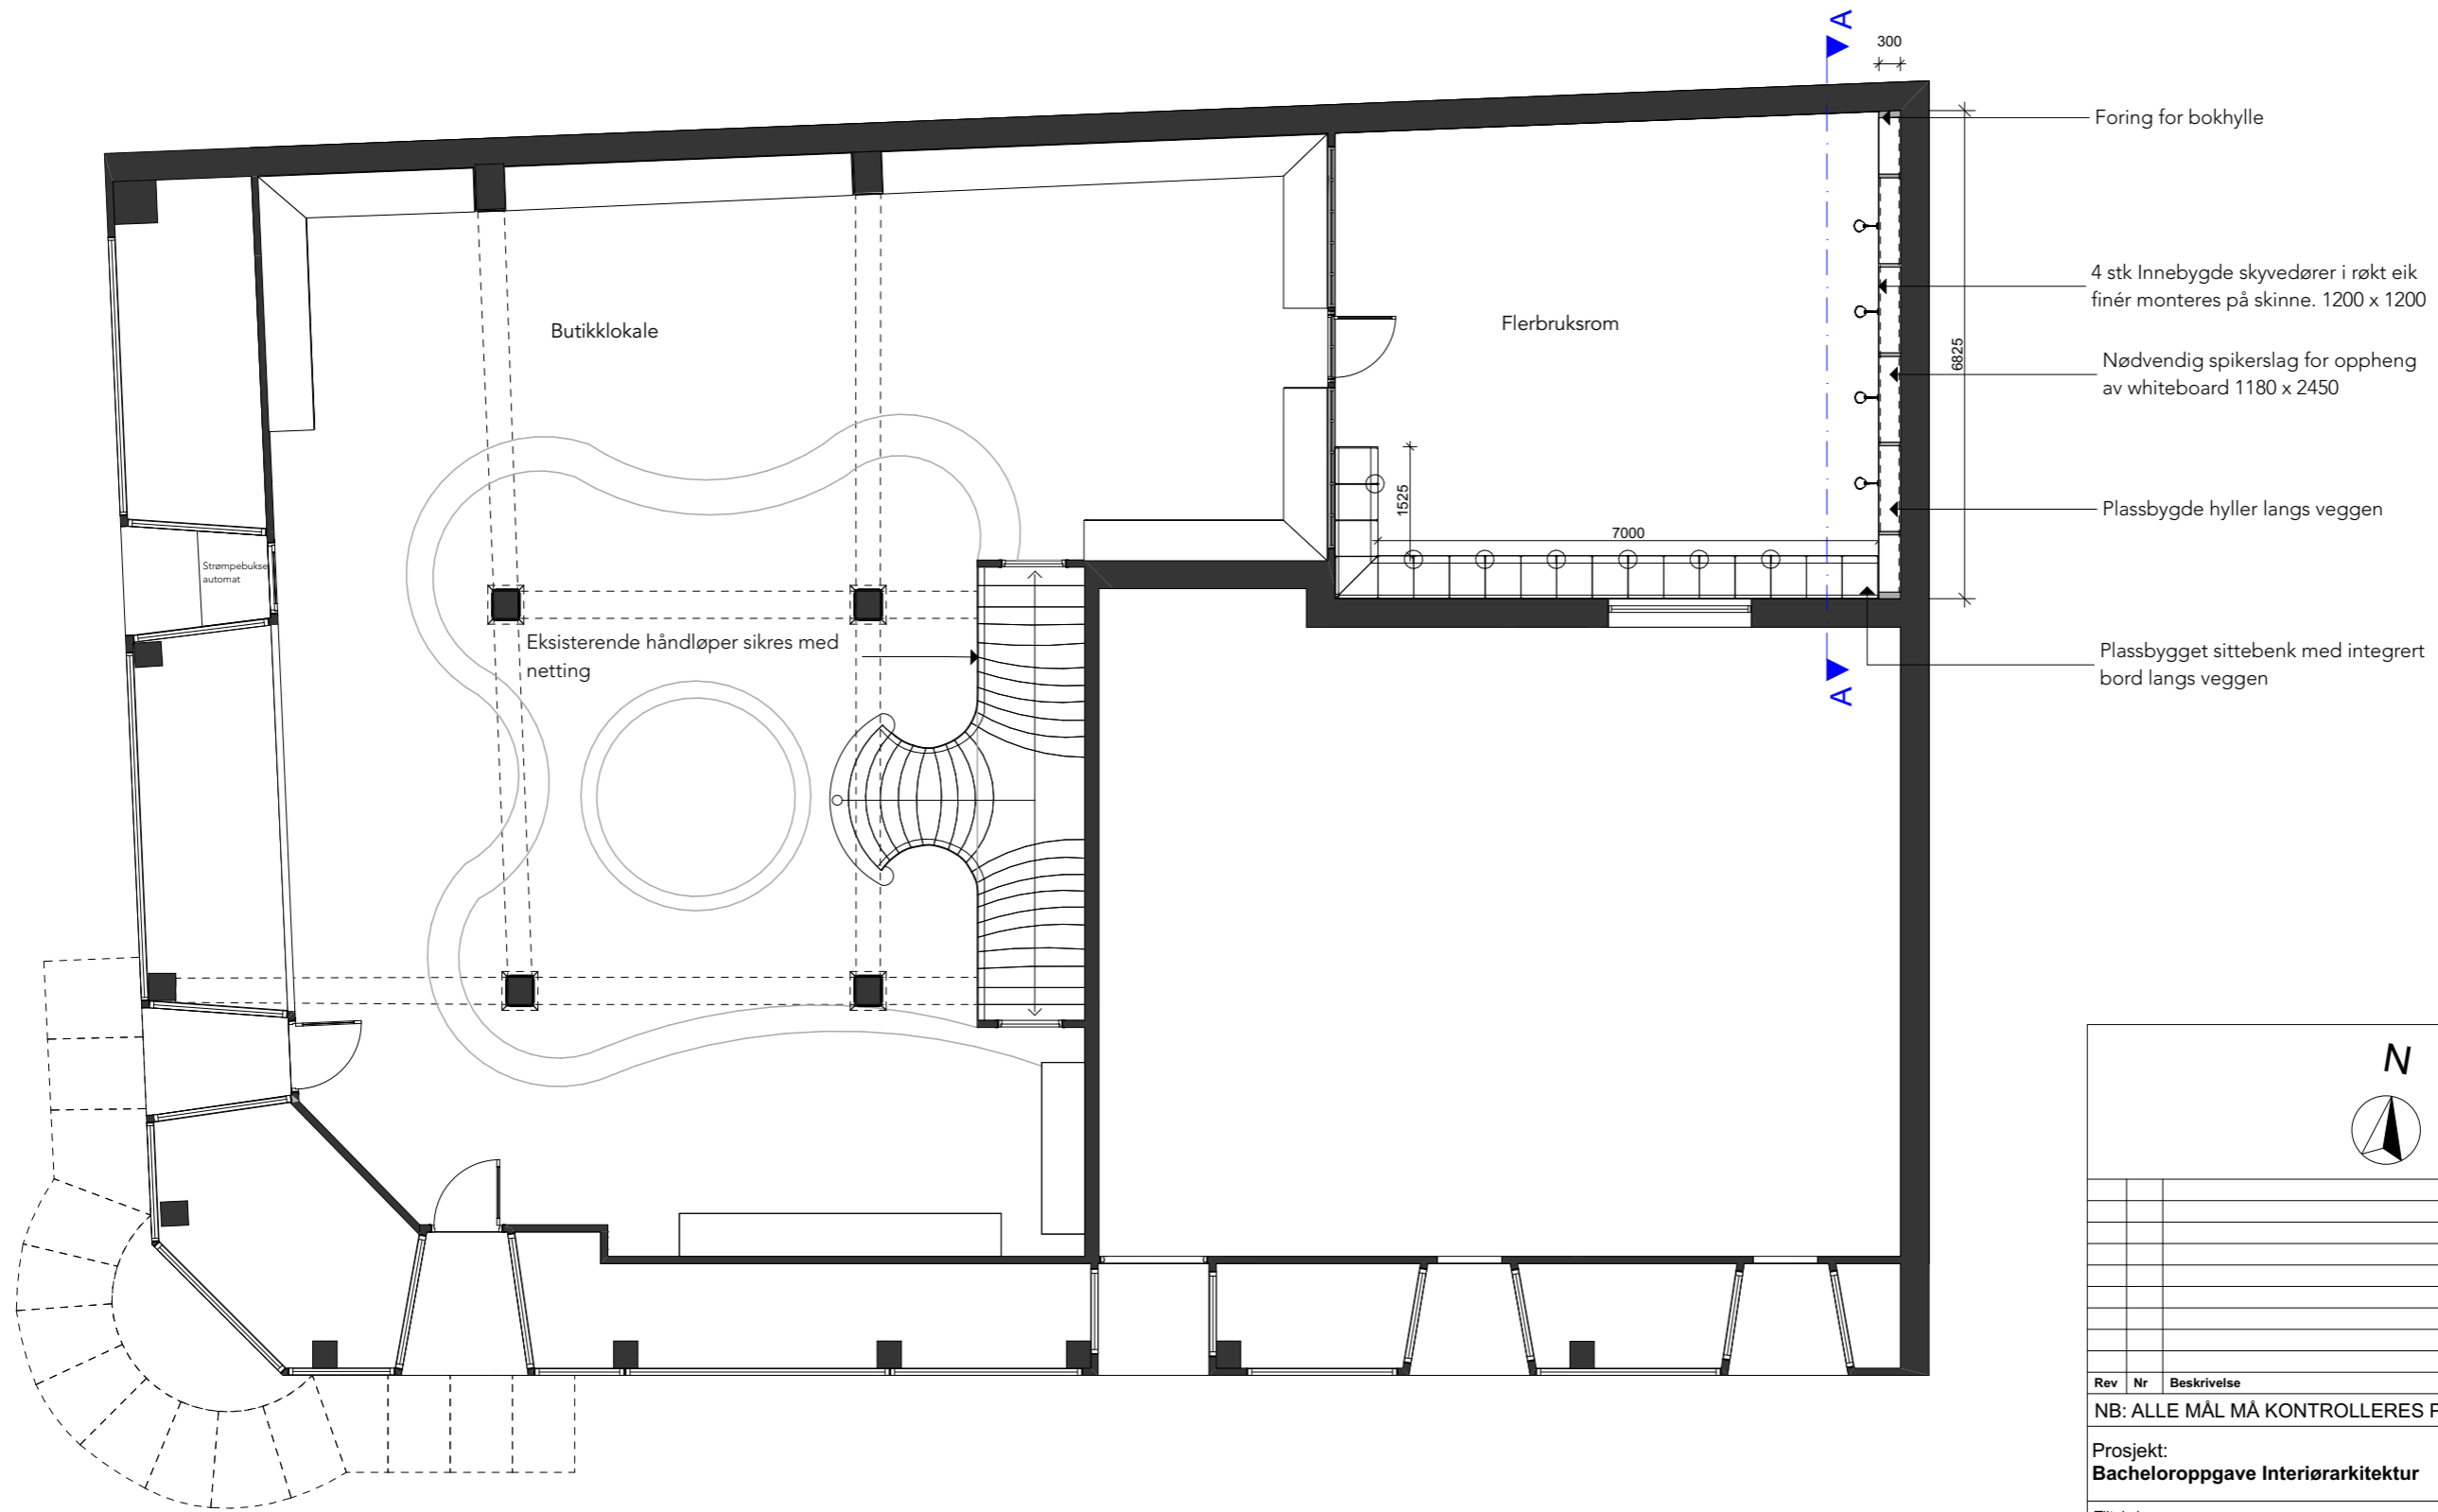 A
300
Foring for bokhylle
4 stk Innebygde skyvedører i røkt eik
finér monteres på skinne. 1200 x 1200
Butikklokale
Flerbruksrom
6825
Nødvendig spikerslag for oppheng
av whiteboard 1180 x 2450
1525
Plassbygde hyller langs veggen
7000
Strømpebukse
automat
Eksisterende håndløper sikres med
netting
Plassbygget sittebenk med integrert
bord langs veggen
A
N
Rev Nr Beskrivelse
NB: ALLE MÅL MÅ KONTROLLERES
Prosjekt:
Bacheloroppgave Interiørarkitektur